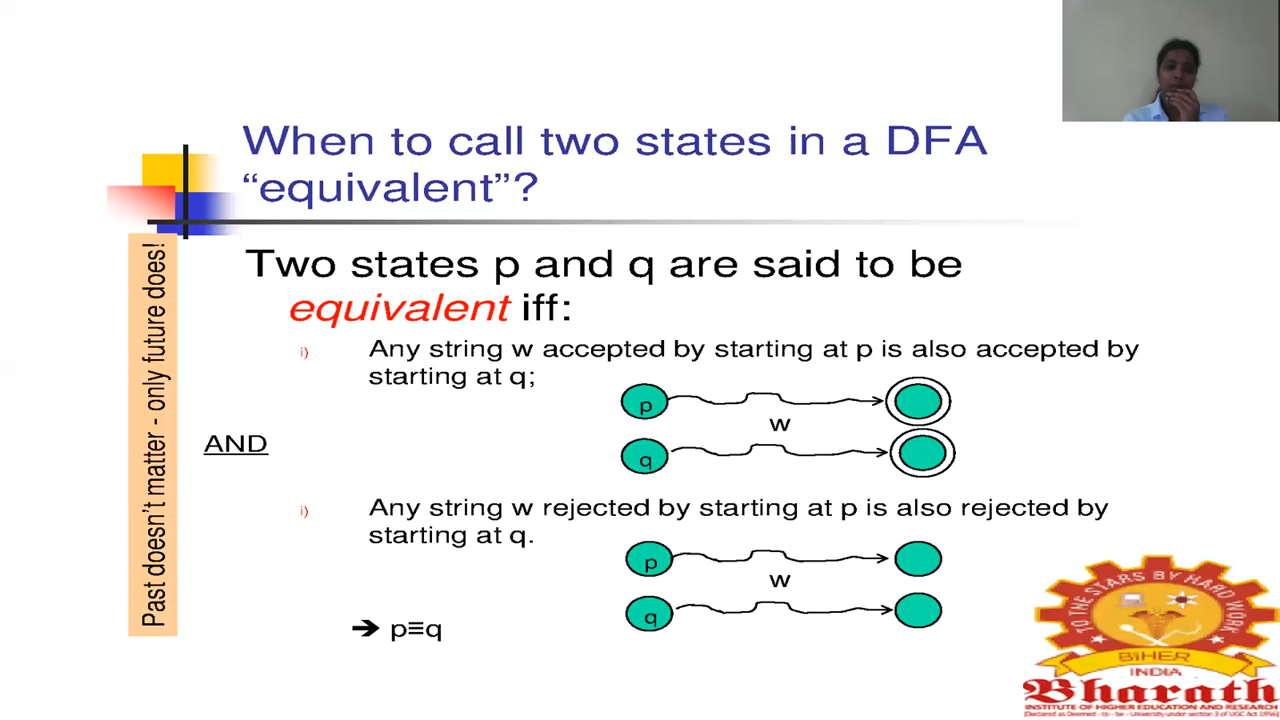 When to call two states in a DFA
“equivalent”?
Past doesn't matter - only future does!
Two states p and q are said to be
equivalent iff:
i) Any string w accepted by starting at p is also accepted by
starting at q;
p
w
q
AND
i) Any string w rejected by starting at p is also rejected by
starting at q.
p
w
q
➔ p≡q
TO THE STARS BY HARD WORK
BIHER
INDIA
Bharath
INSTITUTE OF HIGHER EDUCATION AND RESEARCH